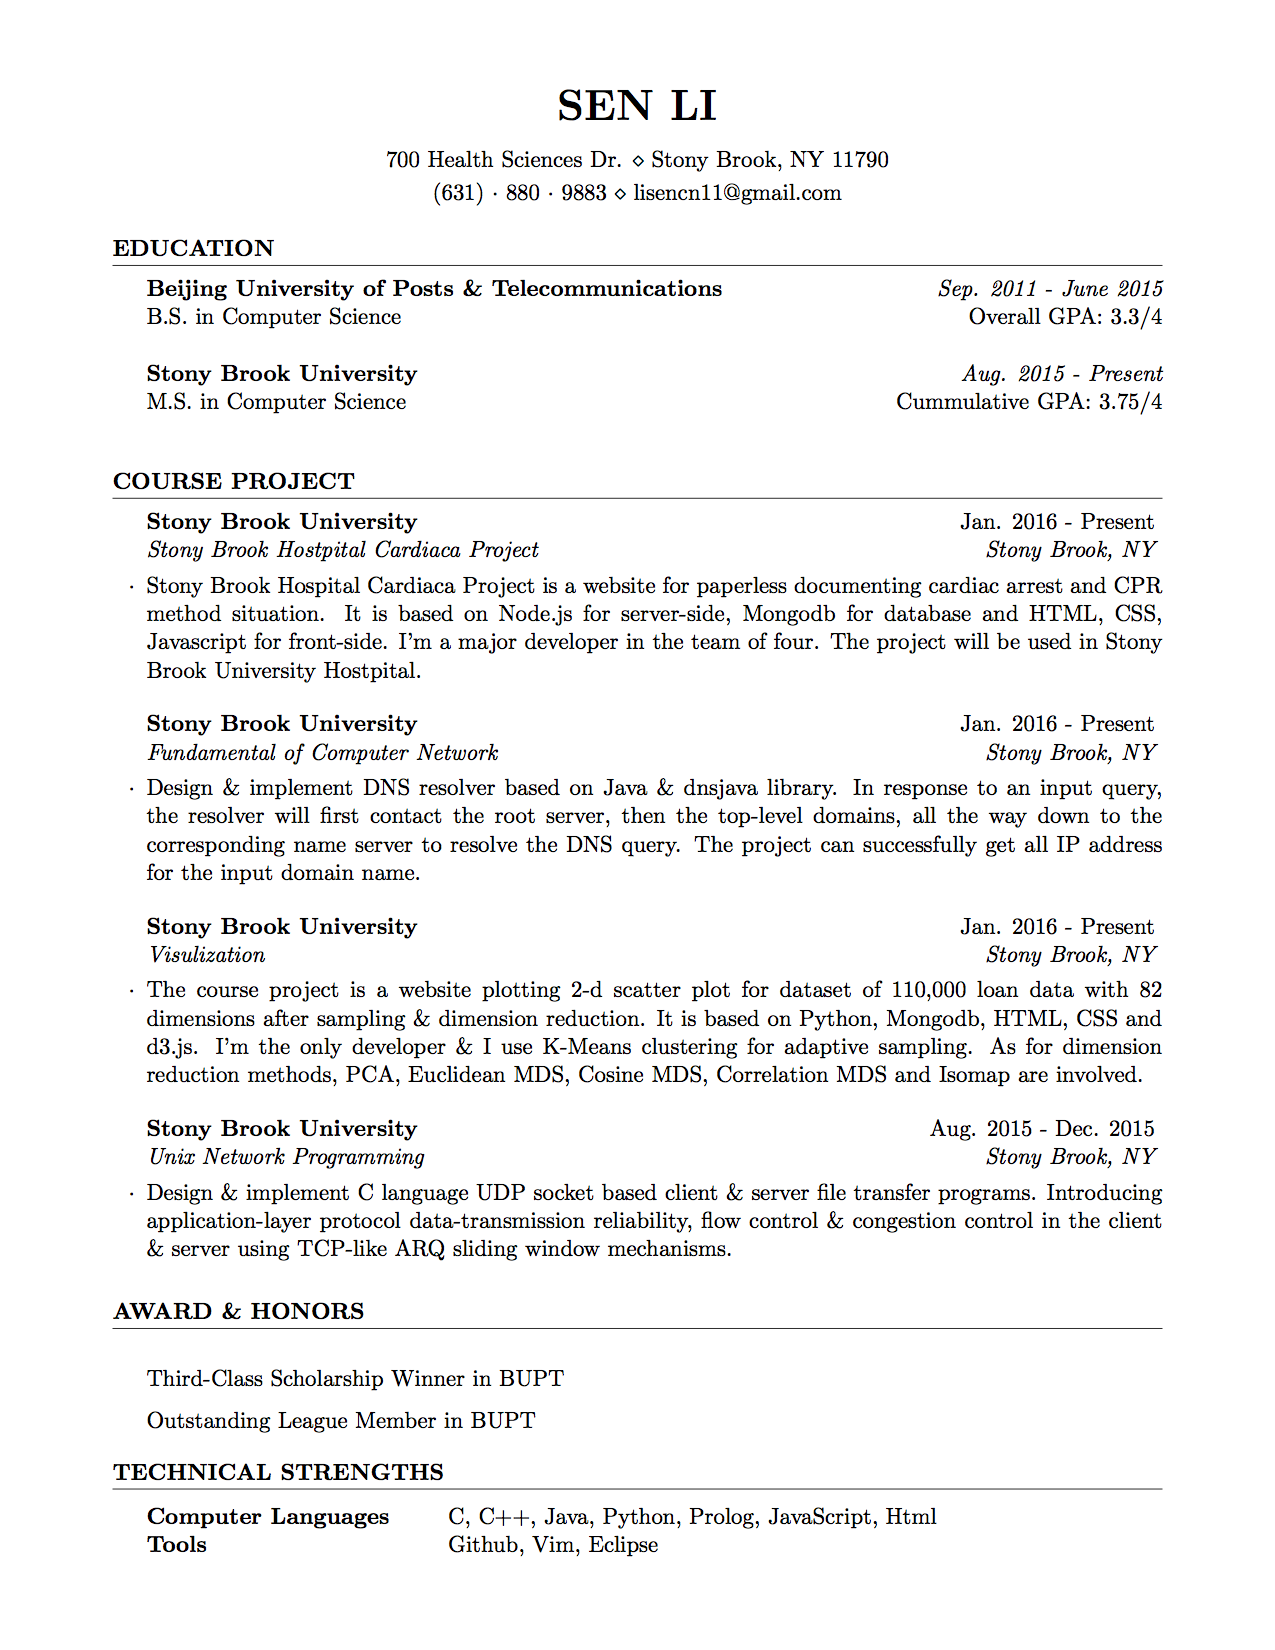 SEN LI
700 Health Sciences Dr. ⋄ Stony Brook, NY 11790
(631) · 880 · 9883 ⋄ lisencn11@gmail.com
EDUCATION
Beijing University of Posts & Telecommunications Sep. 2011 - June 2015
B.S. in Computer Science Overall GPA: 3.3/4
Stony Brook University Aug. 2015 - Present
M.S. in Computer Science Cummulative GPA: 3.75/4
COURSE PROJECT
Stony Brook University Jan. 2016 - Present
Stony Brook Hostpital Cardiaca Project Stony Brook, NY
· Stony Brook Hospital Cardiaca Project is a website for paperless documenting cardiac arrest and CPR
method situation. It is based on Node.js for server-side, Mongodb for database and HTML, CSS,
Javascript for front-side. I'm a major developer in the team of four. The project will be used in Stony
Brook University Hostpital.
Stony Brook University Jan. 2016 - Present
Fundamental of Computer Network Stony Brook, NY
· Design & implement DNS resolver based on Java & dnsjava library. In response to an input query,
the resolver will first contact the root server, then the top-level domains, all the way down to the
corresponding name server to resolve the DNS query. The project can successfully get all IP address
for the input domain name.
Stony Brook University Jan. 2016 - Present
Visulization Stony Brook, NY
· The course project is a website plotting 2-d scatter plot for dataset of 110,000 loan data with 82
dimensions after sampling & dimension reduction. It is based on Python, Mongodb, HTML, CSS and
d3.js. I'm the only developer & I use K-Means clustering for adaptive sampling. As for dimension
reduction methods, PCA, Euclidean MDS, Cosine MDS, Correlation MDS and Isomap are involved.
Stony Brook University Aug. 2015 - Dec. 2015
Unix Network Programming Stony Brook, NY
· Design & implement C language UDP socket based client & server file transfer programs. Introducing
application-layer protocol data-transmission reliability, flow control & congestion control in the client
& server using TCP-like ARQ sliding window mechanisms.
AWARD & HONORS
Third-Class Scholarship Winner in BUPT
Outstanding League Member in BUPT
TECHNICAL STRENGTHS
Computer Languages C, C++, Java, Python, Prolog, JavaScript, Html
Tools Github, Vim, Eclipse